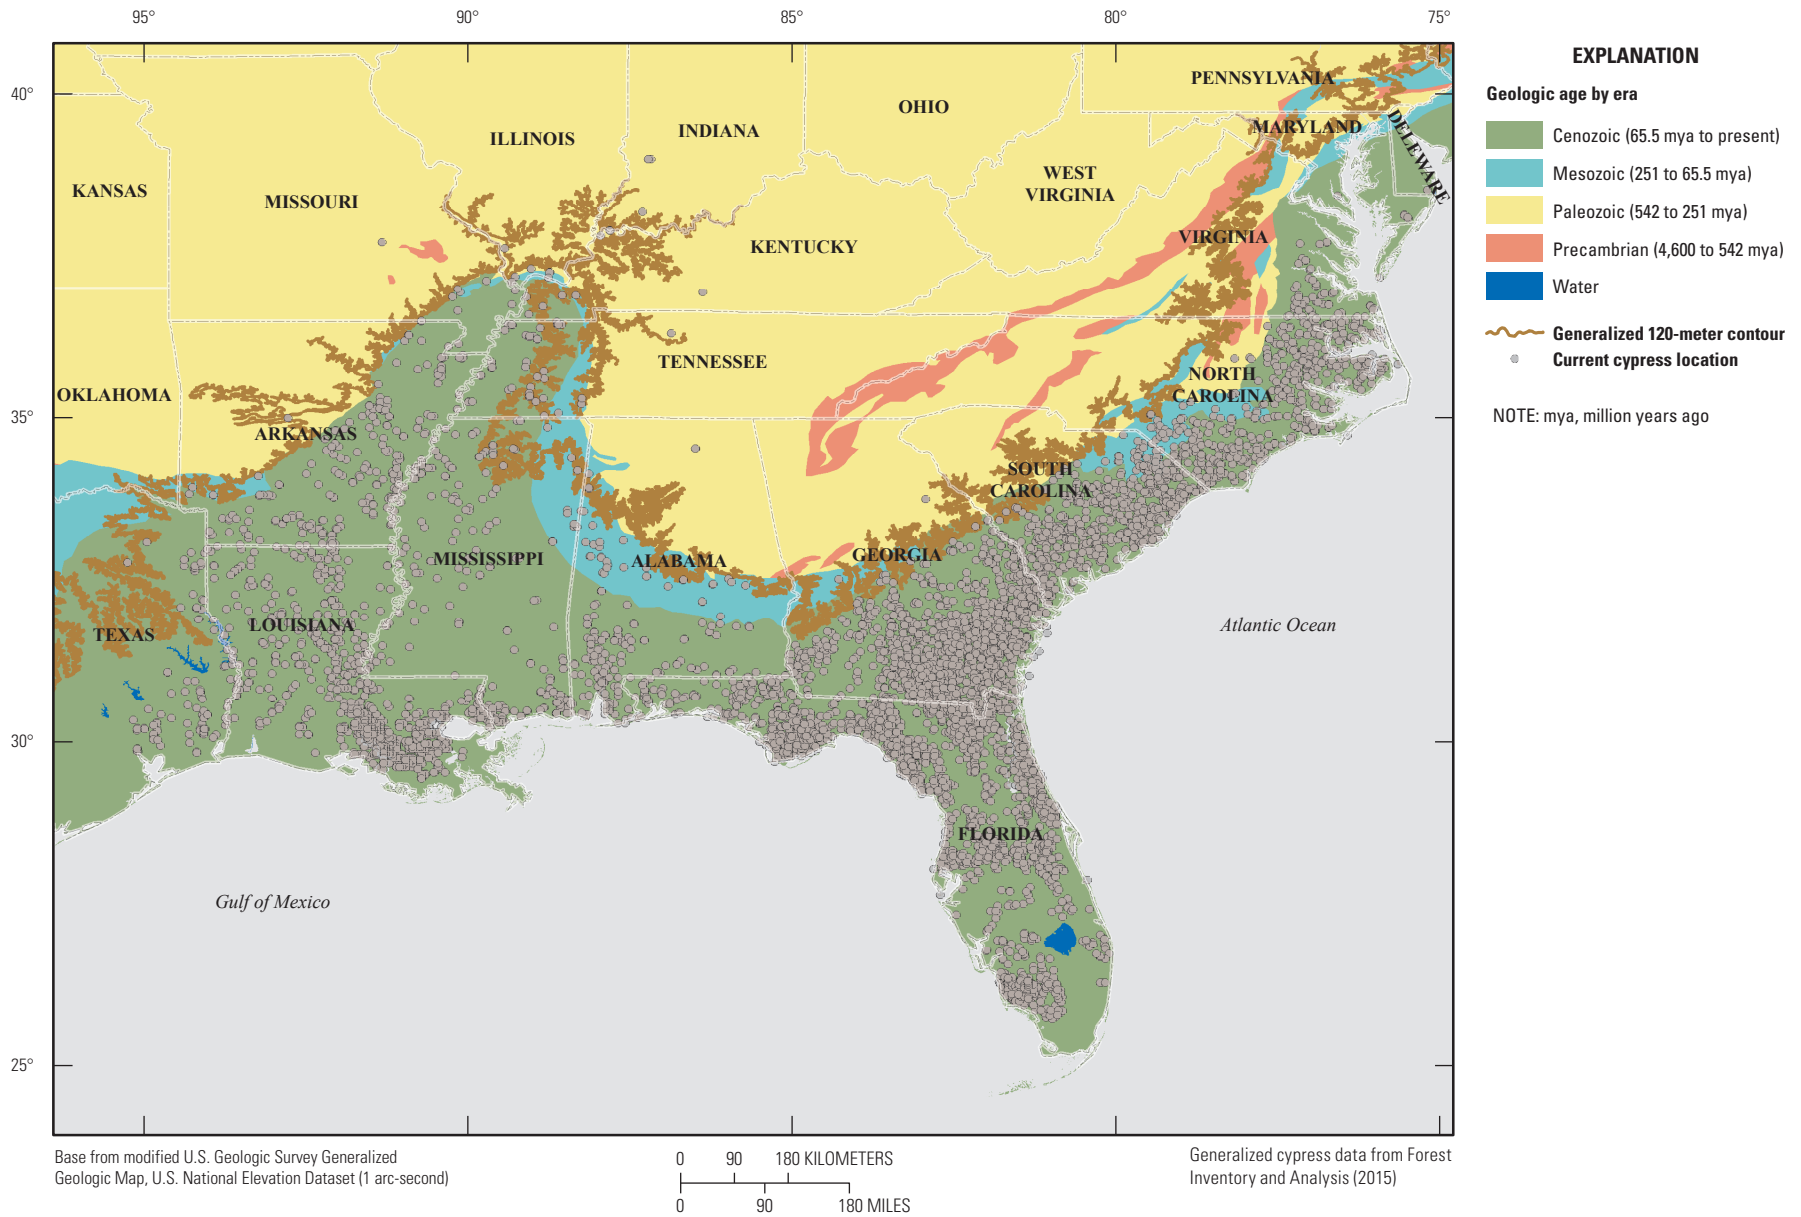 95°
90°
85°
80°
75°
40°
35°
30°
25°
PENNSYLVANIA
OHIO
INDIANA
ILLINOIS
MARYLAND
DELEWARE
WEST
VIRGINIA
KANSAS
MISSOURI
KENTUCKY
VIRGINIA
TENNESSEE
NORTH
CAROLINA
OKLAHOMA
ARKANSAS
SOUTH
CAROLINA
MISSISSIPPI
ALABAMA
GEORGIA
TEXAS
LOUISIANA
Atlantic Ocean
FLORIDA
Gulf of Mexico
EXPLANATION
Geologic age by era
Cenozoic (65.5 mya to present)
Mesozoic (251 to 65.5 mya)
Paleozoic (542 to 251 mya)
Precambrian (4,600 to 542 mya)
Water
Generalized 120-meter contour
Current cypress location
NOTE: mya, million years ago
Base from modified U.S. Geologic Survey Generalized
Geologic Map, U.S. National Elevation Dataset (1 arc-second)
0 90 180 KILOMETERS
0 90 180 MILES
Generalized cypress data from Forest
Inventory and Analysis (2015)